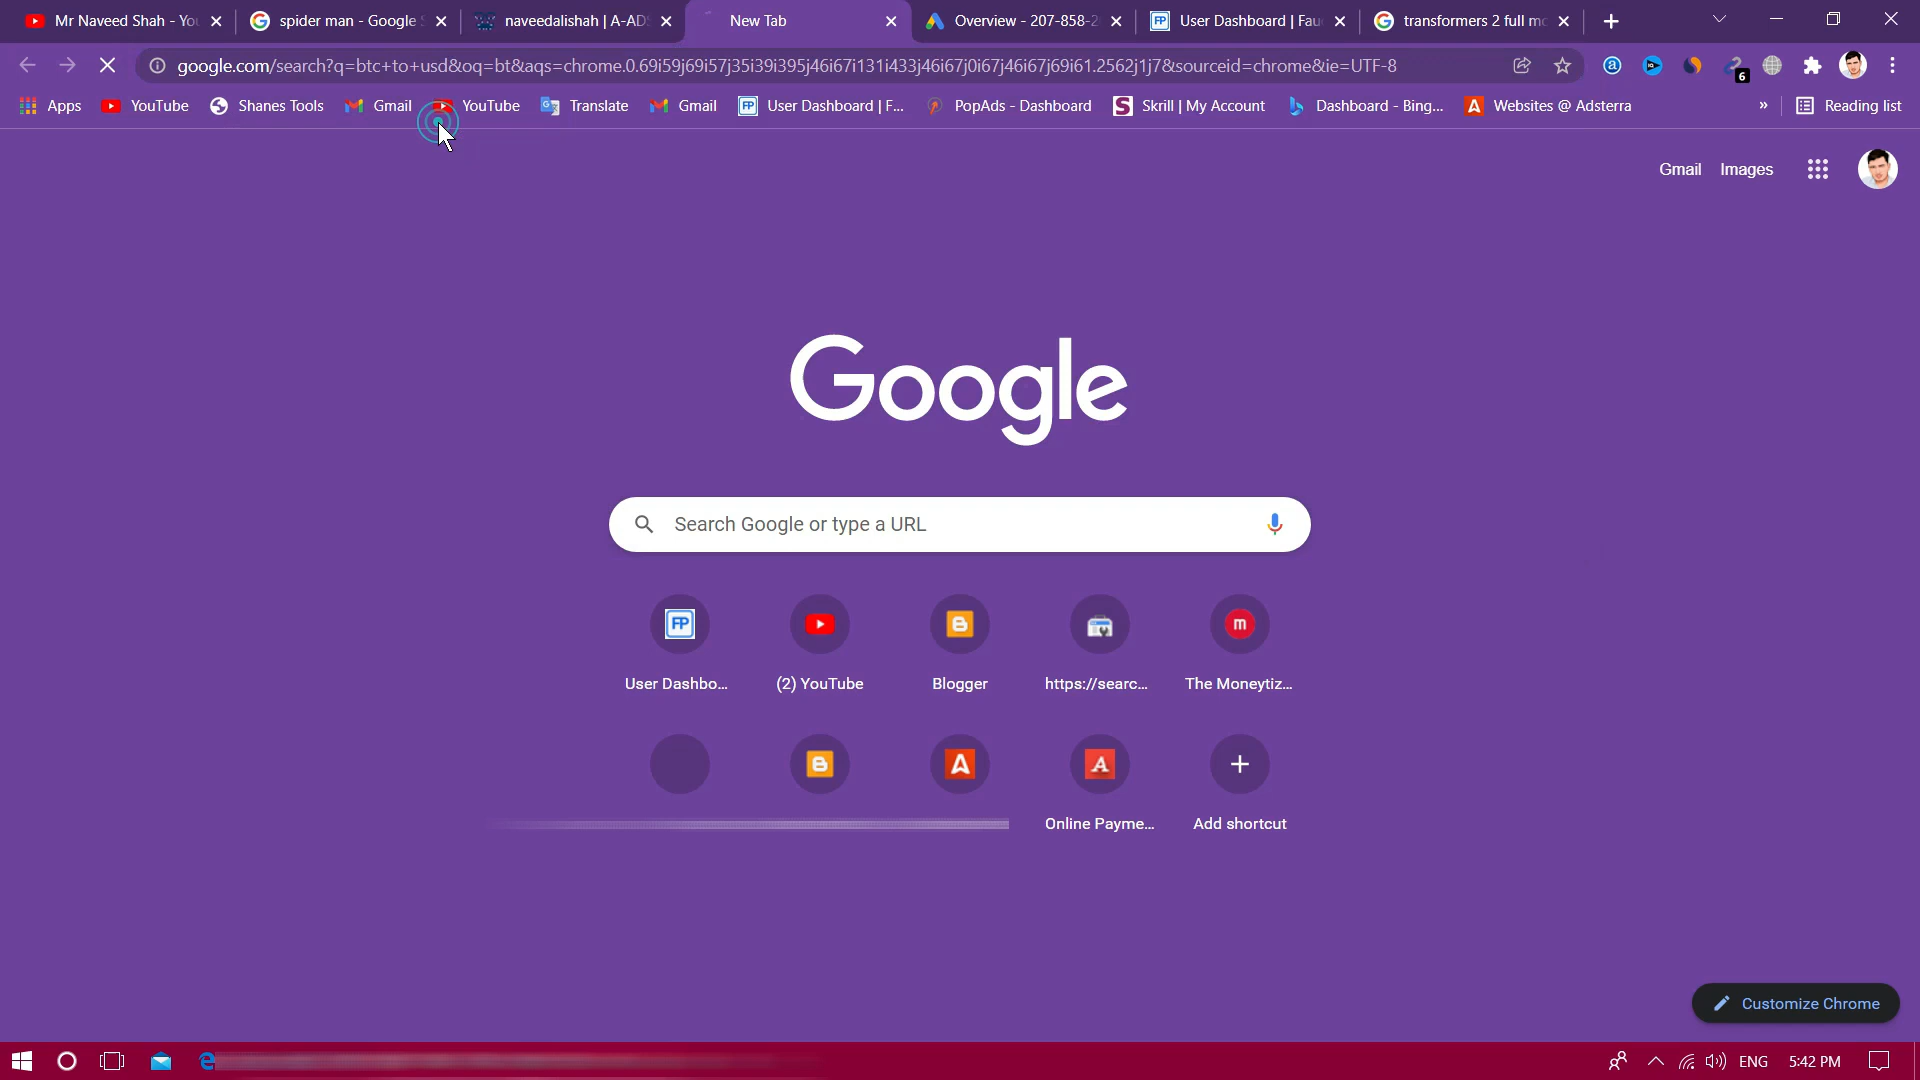 Mr Naveed Shah - You
spider man - Google S
naveedalishah | A-ADS
New Tab
Overview - 207-858-2
User Dashboard | Fau
transformers 2 full mo
google.com/search?q=btc+to+usd&oq=bt&aqs=chrome.0.69i59j69i57j35i39i395j46i67i131i433j46i67j0i67j46i67j69i61.2562j1j7&sourceid=chrome&ie=UTF-8
6
Apps
YouTube
Shanes Tools
Gmail
YouTube
Translate
Gmail
User Dashboard | F...
PopAds - Dashboard
Skrill | My Account
Dashboard - Bing...
Websites @ Adsterra
»
Reading list
Gmail Images
Google
Search Google or type a URL
User Dashbo...
(2) YouTube
Blogger
https://searc...
The Moneytiz...
Online Payme...
Add shortcut
Customize Chrome
ENG
5:42 PM